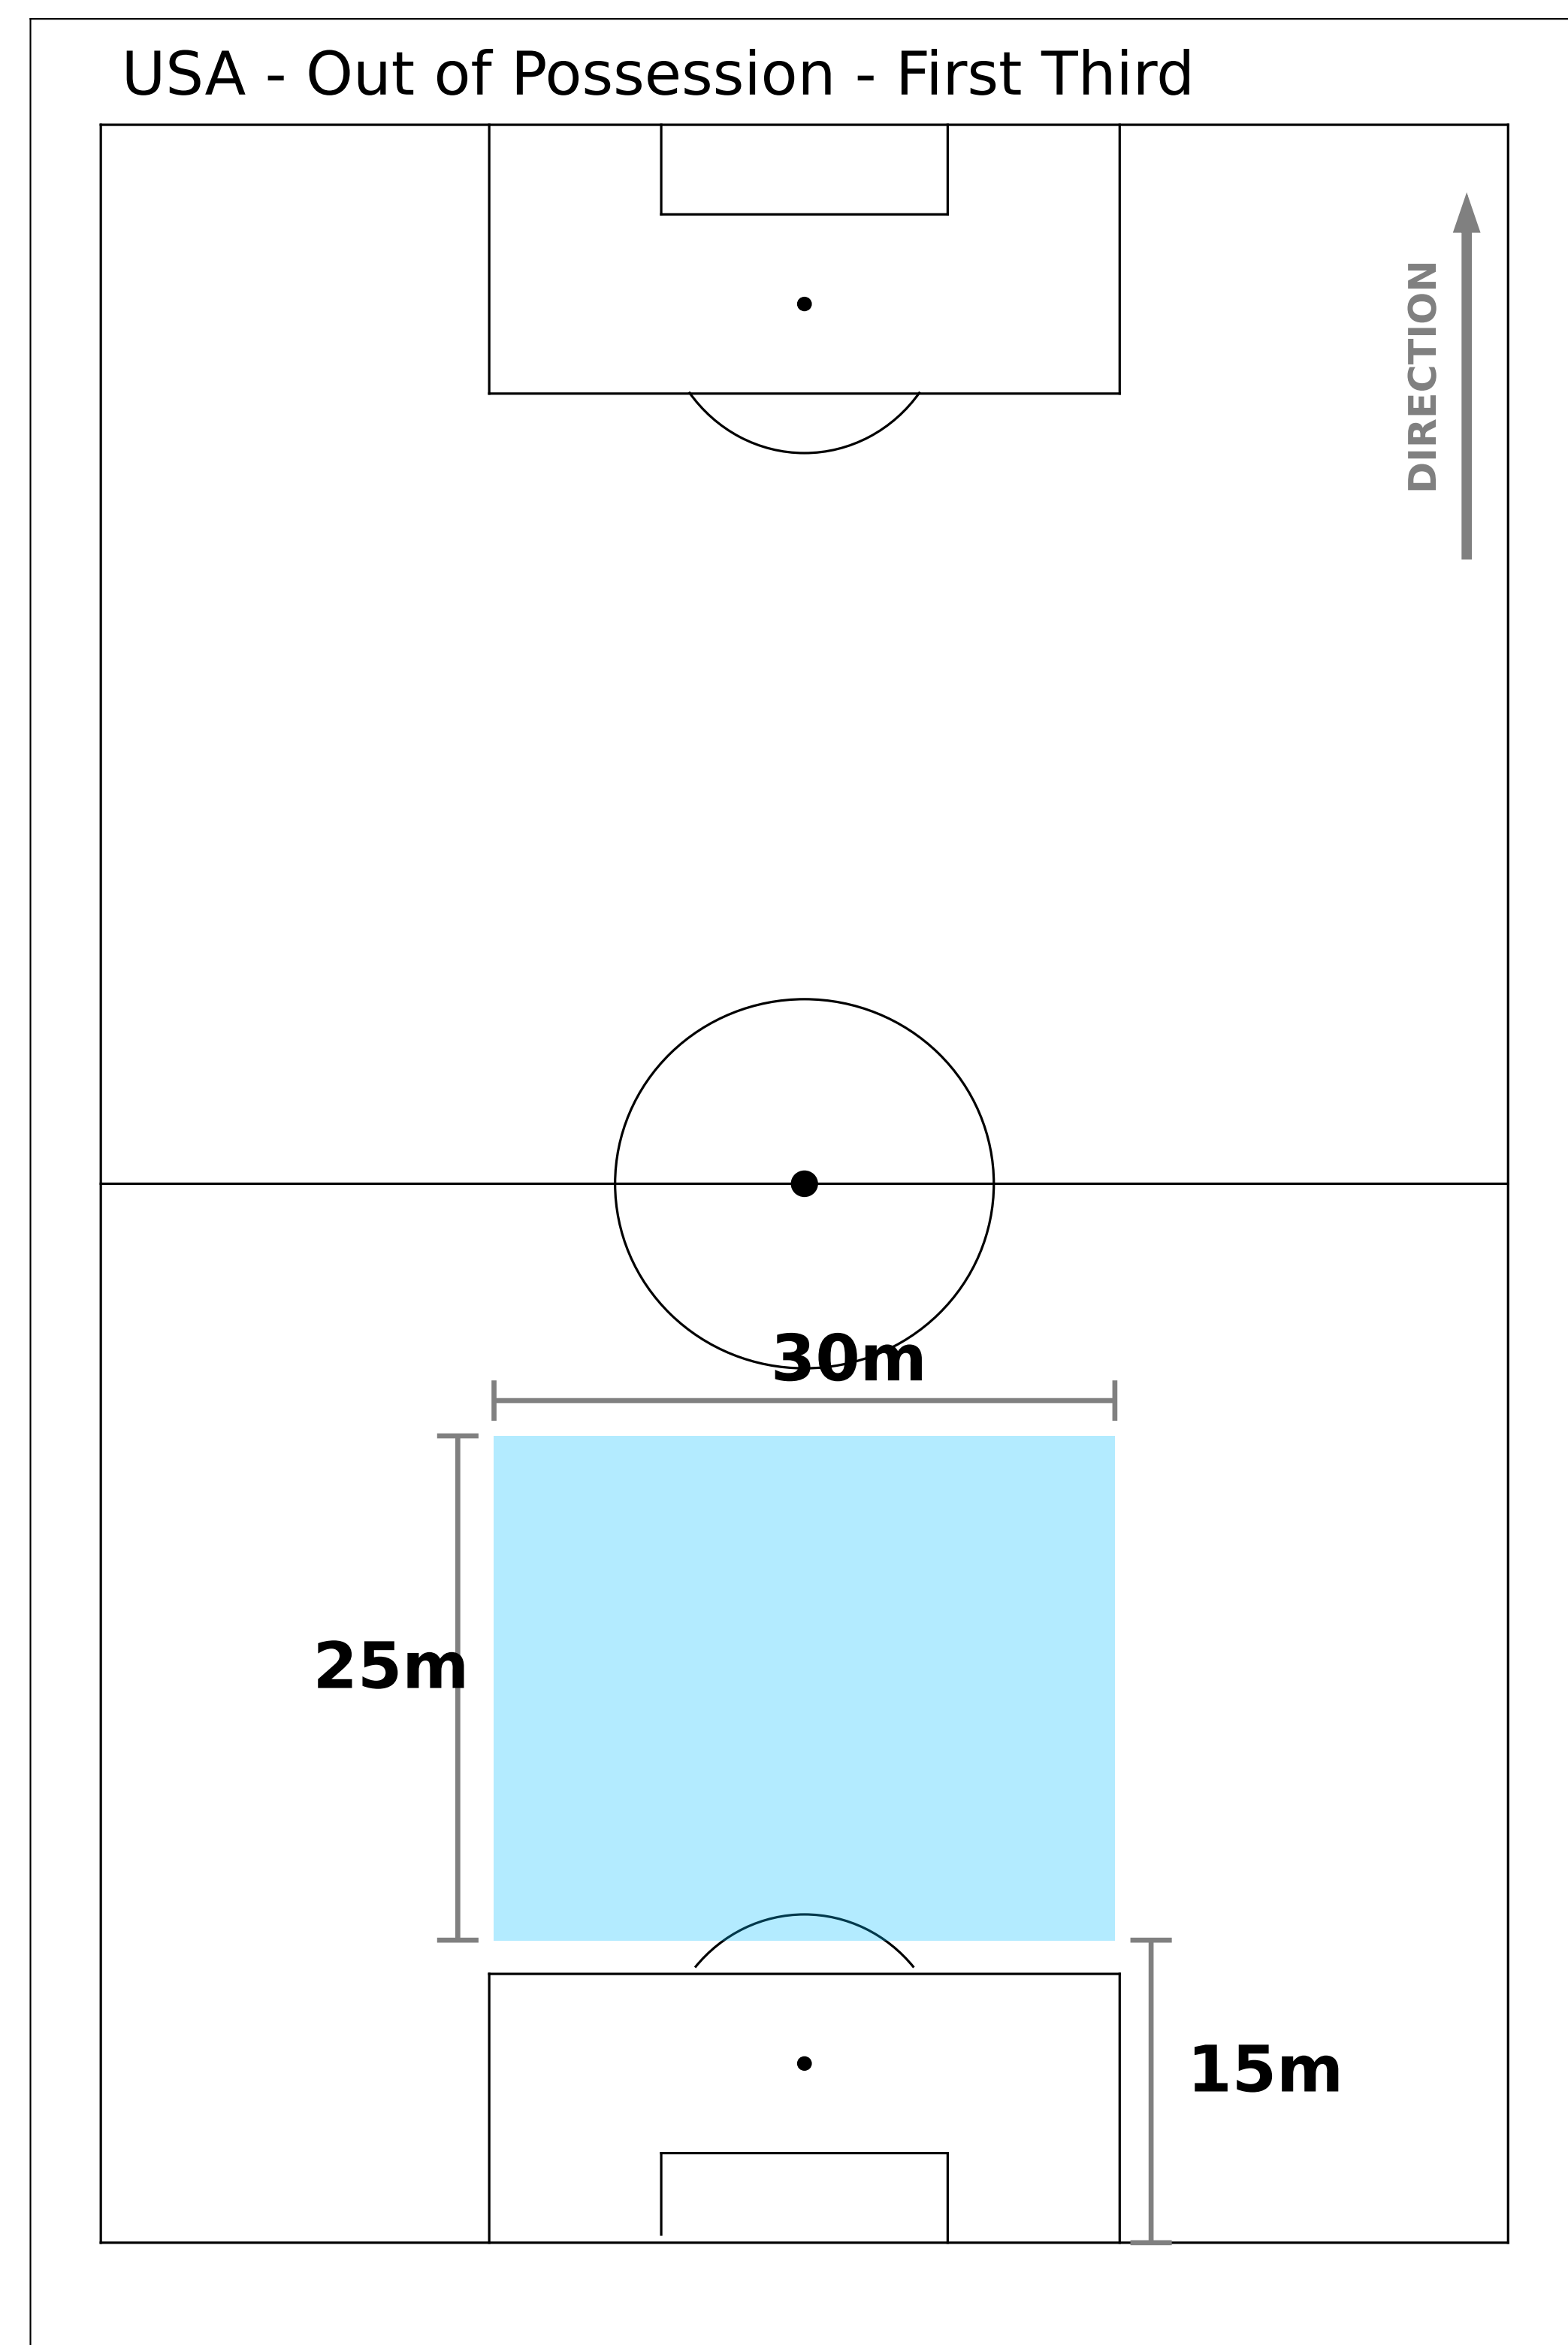 USA - Out of Possession - First Third
DIRECTION
30m
25m
15m